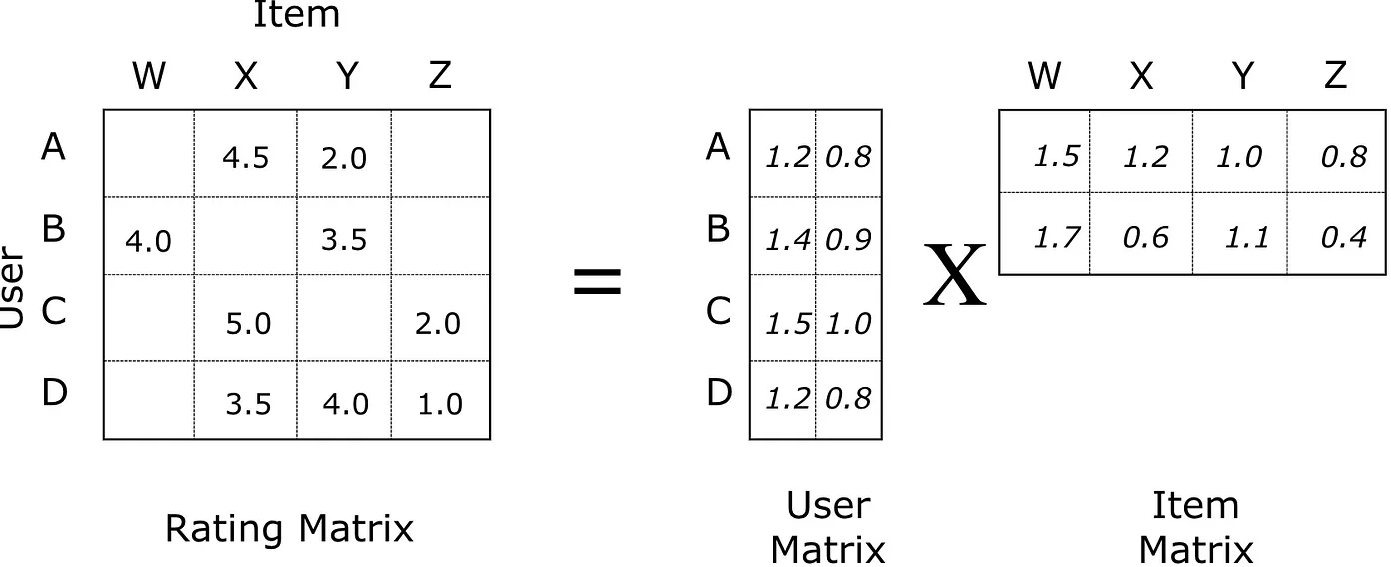 Item
W X Y Z
User
A 4.5 2.0
B 4.0 3.5
C 5.0 2.0
D 3.5 4.0 1.0
Rating Matrix
=
A 1.2 0.8
B 1.4 0.9
C 1.5 1.0
D 1.2 0.8
User
Matrix
X
W X Y Z
1.5 1.2 1.0 0.8
1.7 0.6 1.1 0.4
Item
Matrix